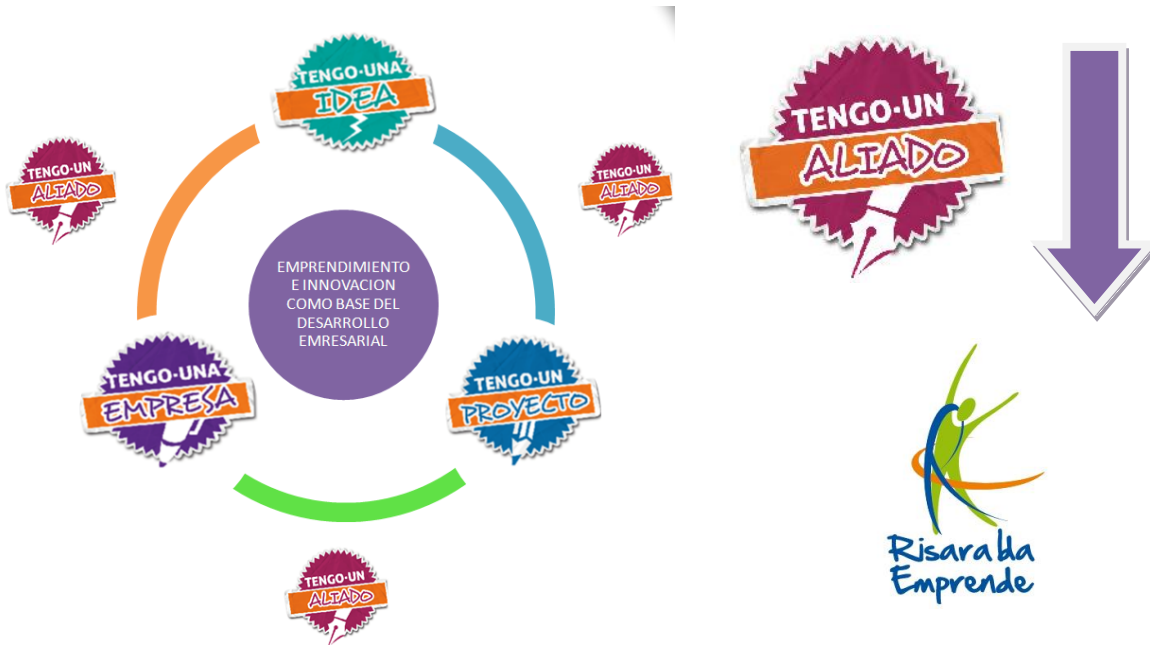 TENGO·UNA
IDEA
TENGO·UN
ALIADO
TENGO·UN
ALIADO
EMPRENDIMIENTO
E INNOVACION
COMO BASE DEL
DESARROLLO
EMRESARIAL
TENGO·UNA
EMPRESA
TENGO·UN
PROYECTO
TENGO·UN
ALIADO
TENGO·UN
ALIADO
Risaralda
Emprende